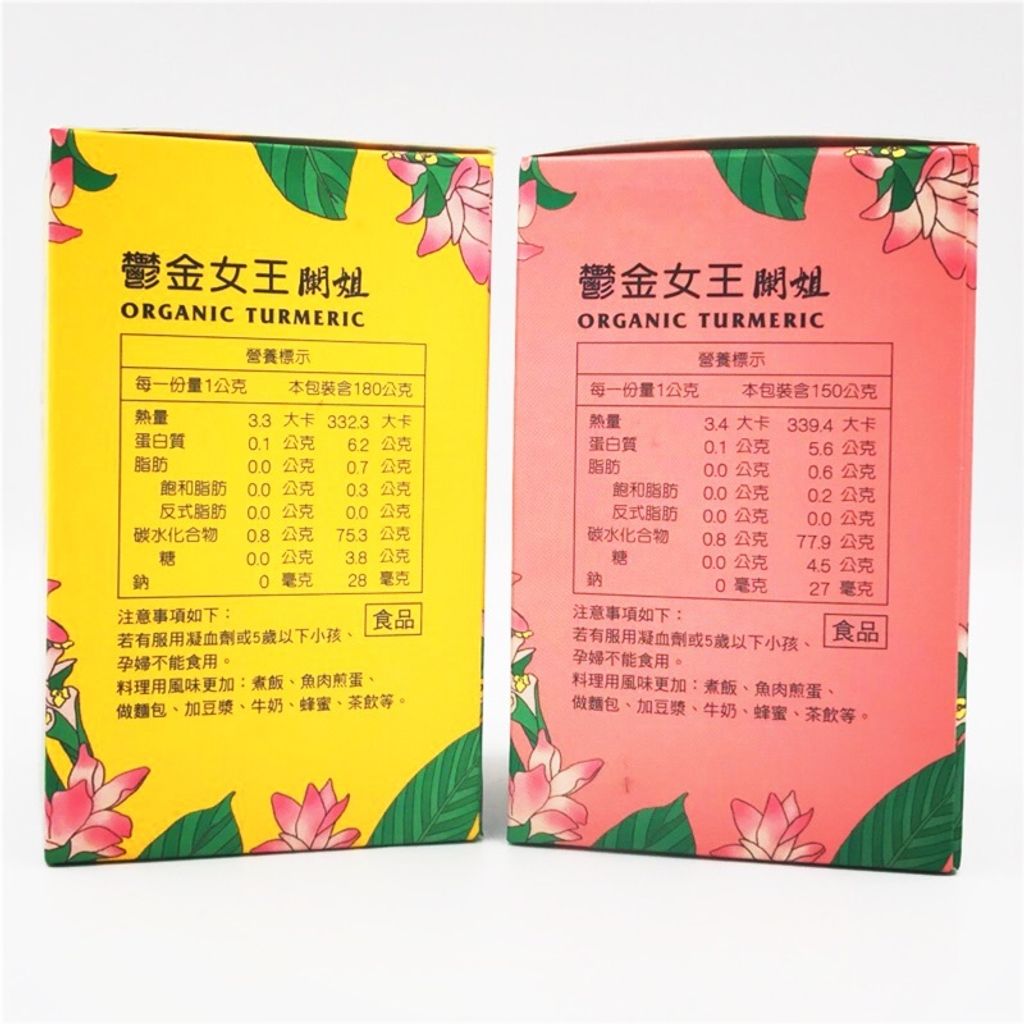 鬱金女王闌姐
ORGANIC TURMERIC
營養標示
每一份量1公克 本包裝含180公克
熱量 3.3 大卡 332.3 大卡
蛋白質 0.1 公克 6.2 公克
脂肪 0.0 公克 0.7 公克
飽和脂肪 0.0 公克 0.3 公克
反式脂肪 0.0 公克 0.0 公克
碳水化合物 0.8 公克 75.3 公克
糖 0.0 公克 3.8 公克
鈉 0 毫克 28 毫克
注意事項如下：
食品
若有服用凝血劑或5歲以下小孩、
孕婦不能食用。
料理用風味更加：煮飯、魚肉煎蛋、
做麵包、加豆漿、牛奶、蜂蜜、茶飲等。
鬱金女王闌姐
ORGANIC TURMERIC
營養標示
每一份量1公克 本包裝含150公克
熱量 3.4 大卡 339.4 大卡
蛋白質 0.1 公克 5.6 公克
脂肪 0.0 公克 0.6 公克
飽和脂肪 0.0 公克 0.2 公克
反式脂肪 0.0 公克 0.0 公克
碳水化合物 0.8 公克 77.9 公克
糖 0.0 公克 4.5 公克
鈉 0 毫克 27 毫克
注意事項如下：
食品
若有服用凝血劑或5歲以下小孩、
孕婦不能食用。
料理用風味更加：煮飯、魚肉煎蛋、
做麵包、加豆漿、牛奶、蜂蜜、茶飲等。